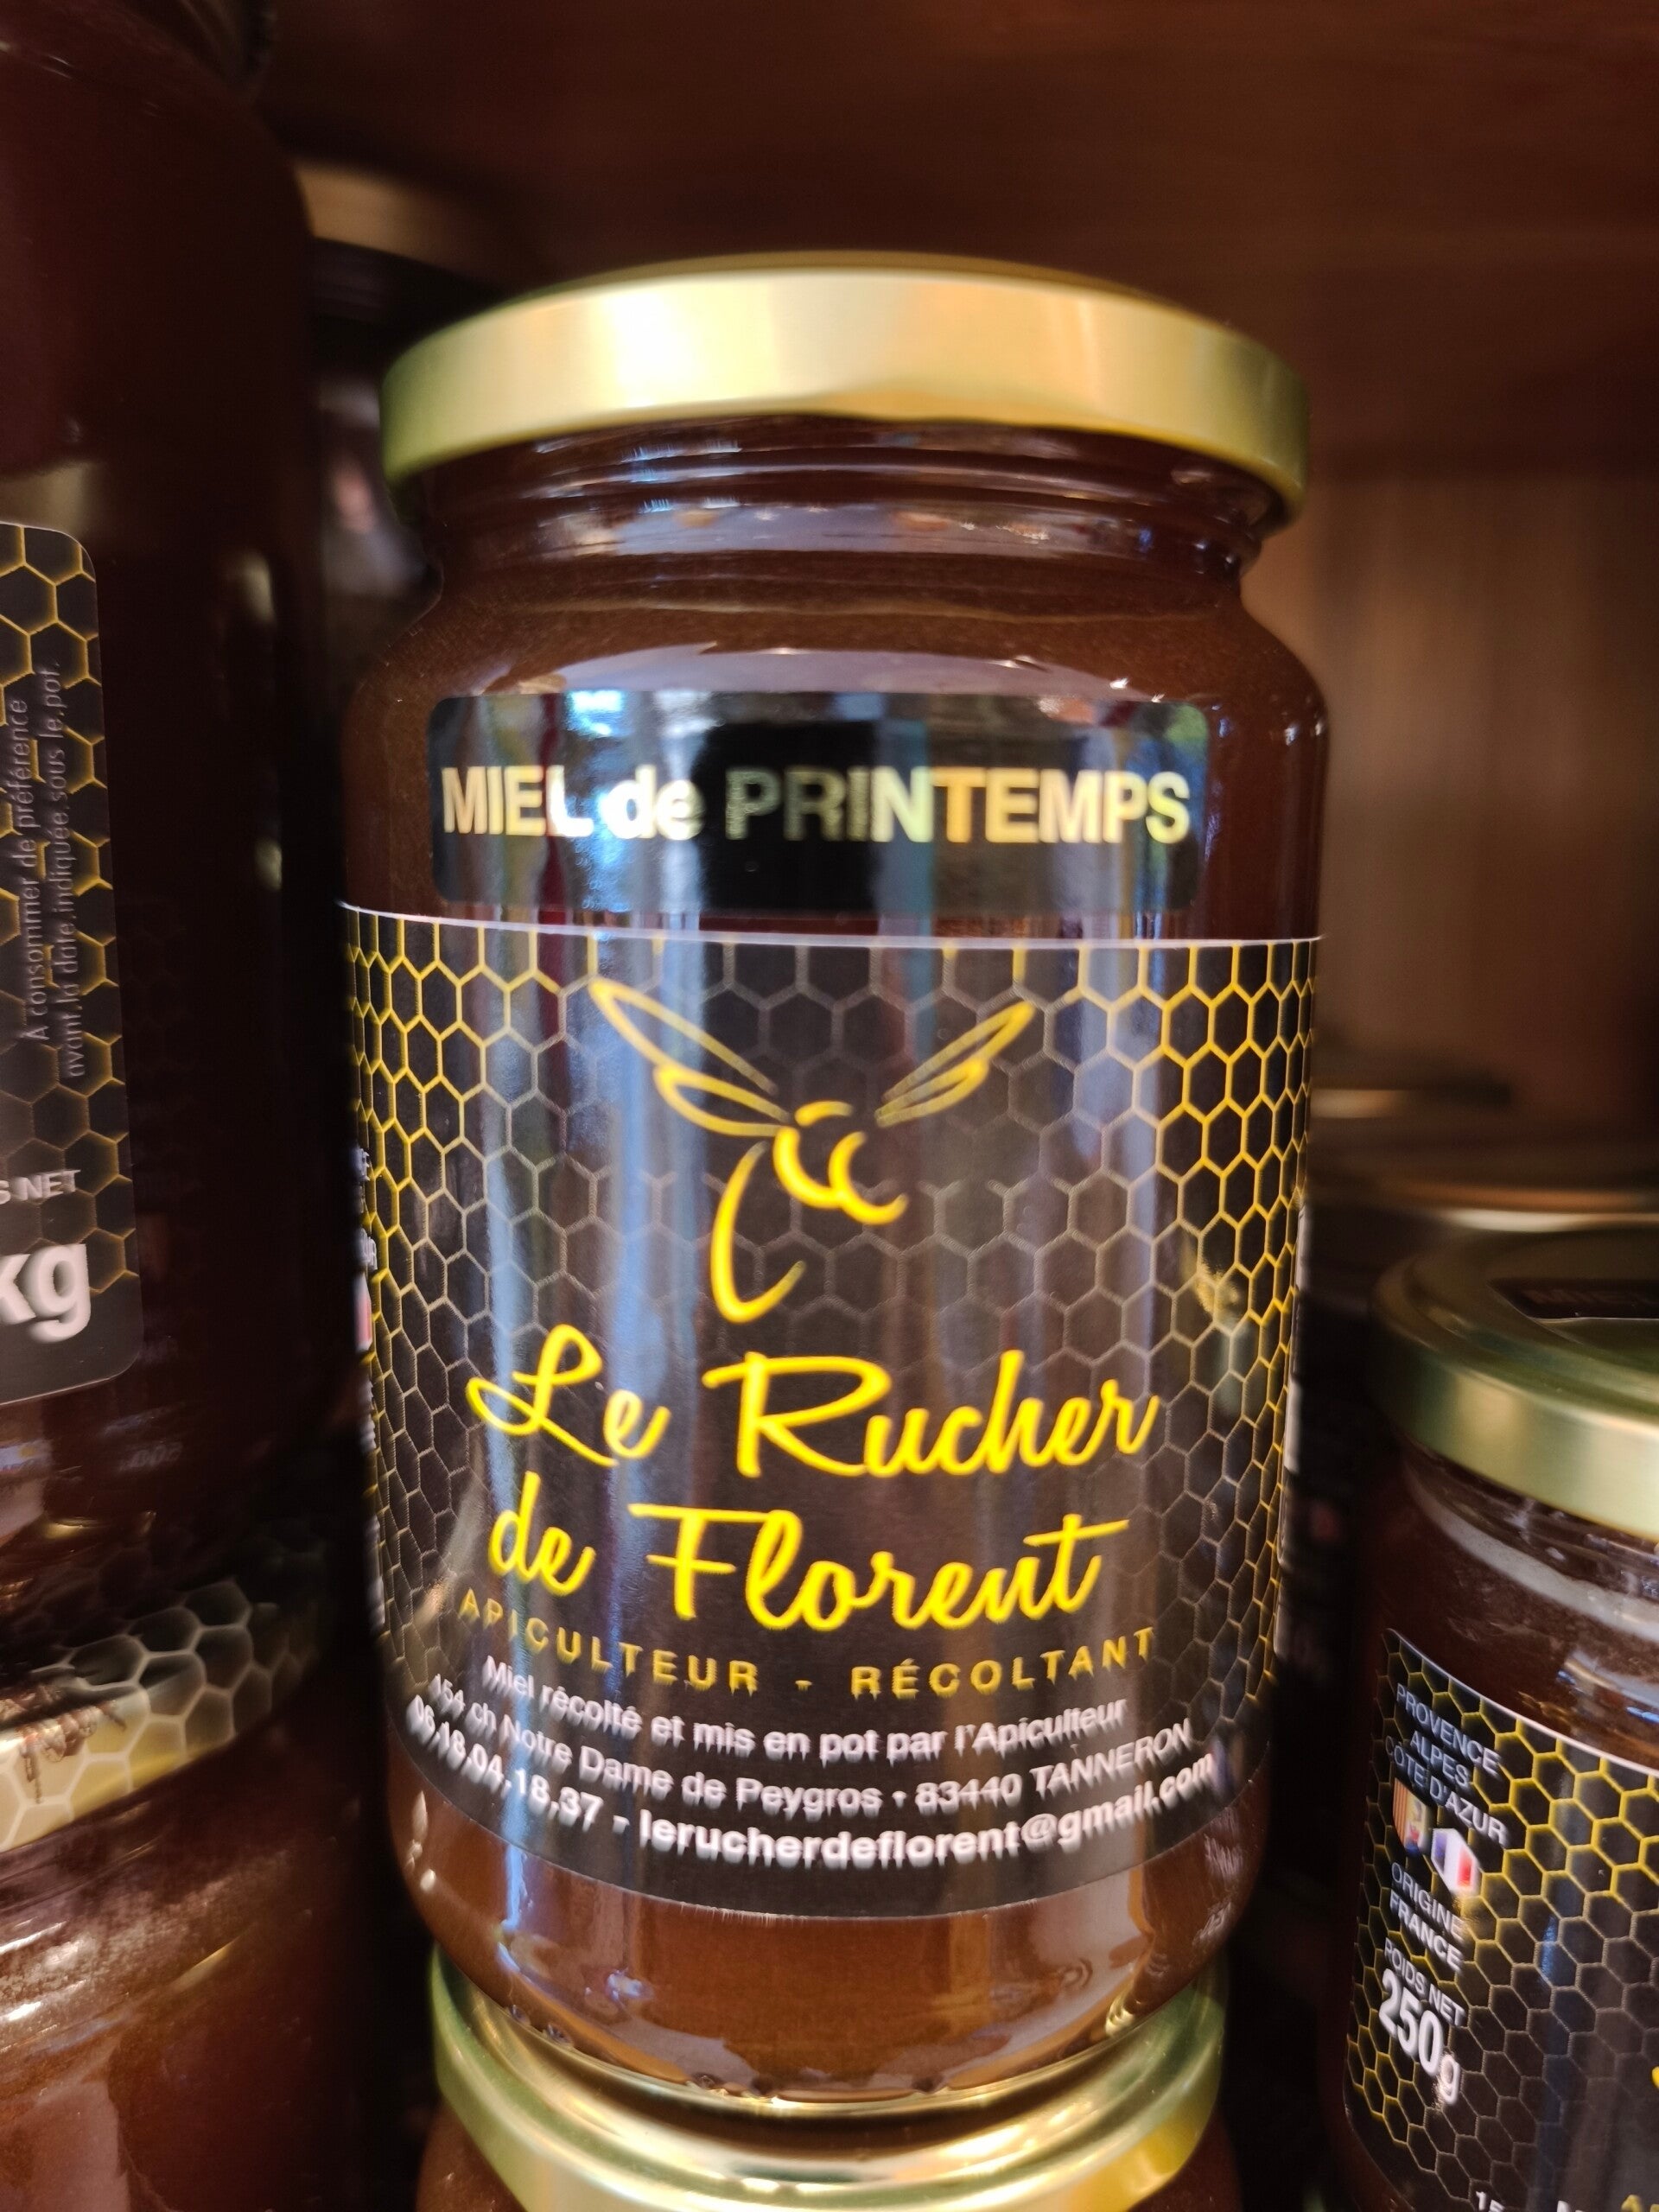 MIEL de PRINTEMPS
Le Rucher
de Florent
APICULTEUR - RÉCOLTANT
Miel récolté et mis en pot par l'Apiculteur
154 ch Notre Dame de Peygros • 83440 TANNERON
06.18.04.18.37 - lerucherdeflorent@gmail.com
A consommer de préférence
avant la date indiquée sous le pot.
NET
kg
PROVENCE
ALPES
CÔTE D'AZUR
ORIGINE
FRANCE
POIDS NET
250g